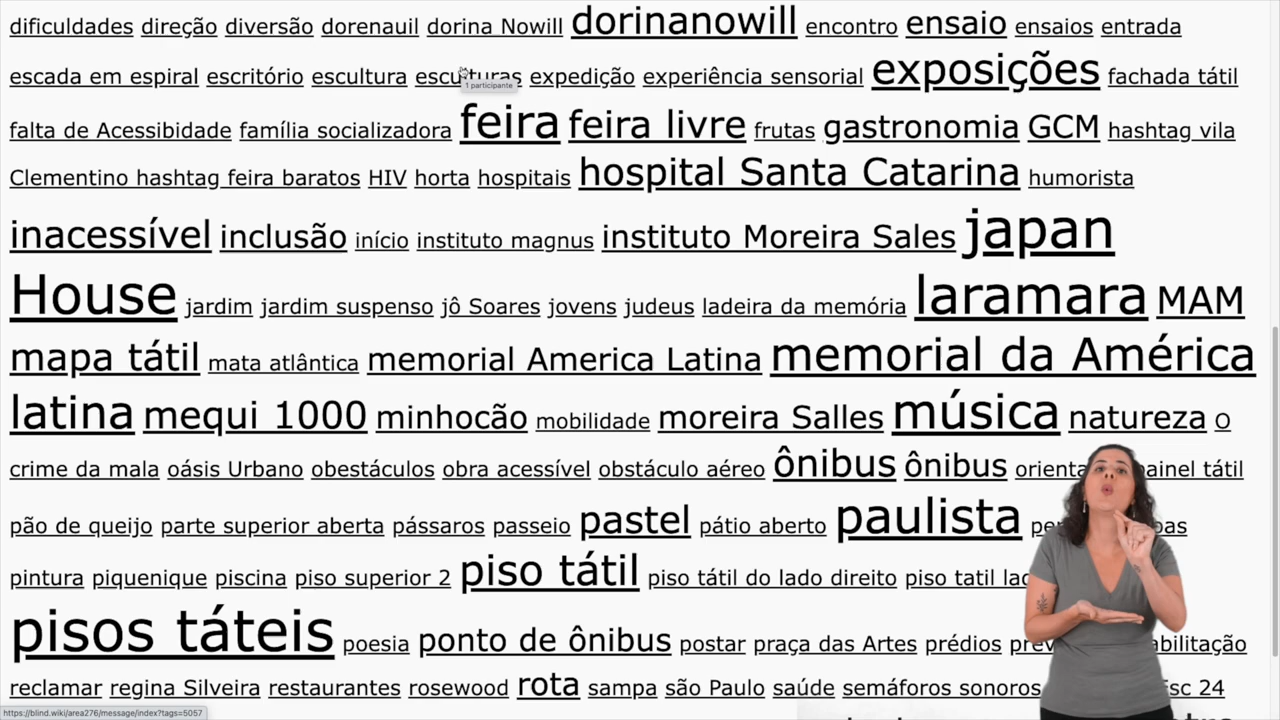 dificuldades direção diversão dorenauil dorina Nowill dorinanowill encontro ensaio ensaios entrada
escada em espiral escritório escultura esculturas expedição experiência sensorial exposições fachada tátil
1 participante
falta de Acessibidade família socializadora feira feira livre frutas gastronomia GCM hashtag vila
Clementino hashtag feira baratos HIV horta hospitais hospital Santa Catarina humorista
inacessível inclusão início instituto magnus instituto Moreira Sales japan
House jardim jardim suspenso jô Soares jovens judeus ladeira da memória laramara MAM
mapa tátil mata atlântica memorial America Latina memorial da América
latina mequi 1000 minhocão mobilidade moreira Salles música natureza O
crime da mala oásis Urbano obestáculos obra acessível obstáculo aéreo ônibus ônibus painel tátil
pão de queijo parte superior aberta pássaros passeio pastel pátio aberto paulista
pintura piquenique piscina piso superior 2 piso tátil piso tátil do lado direito piso tatil
pisos táteis poesia ponto de ônibus postar praça das Artes prédios
reclamar regina Silveira restaurantes rosewood rota sampa são Paulo saúde semáforos sonoros Sesc 24
https://blind.wiki/area276/message/index?tags=5057